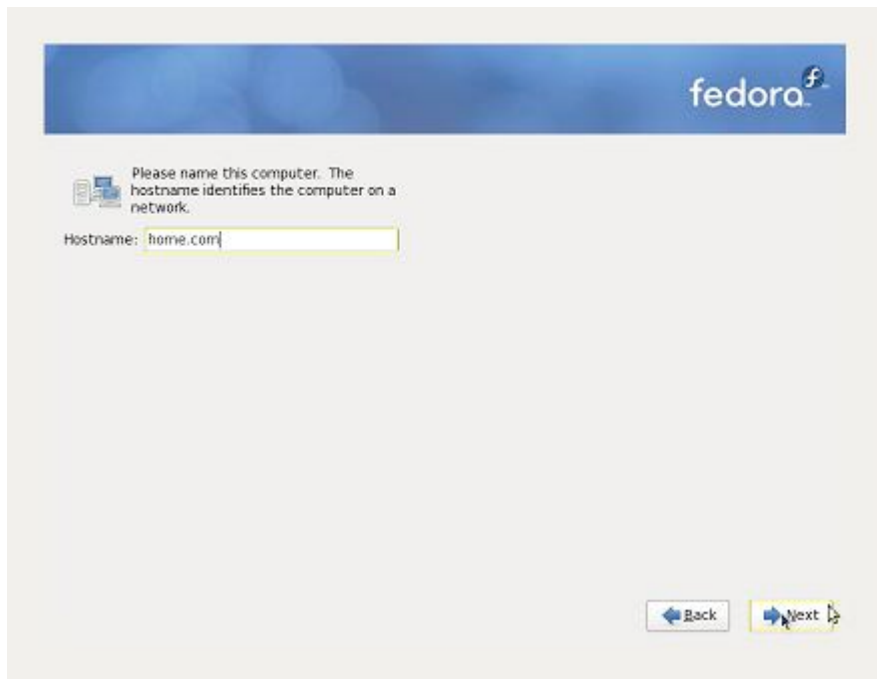 fedora
Please name this computer. The
hostname identifies the computer on a
network.
Hostname: home.com
Back
Next